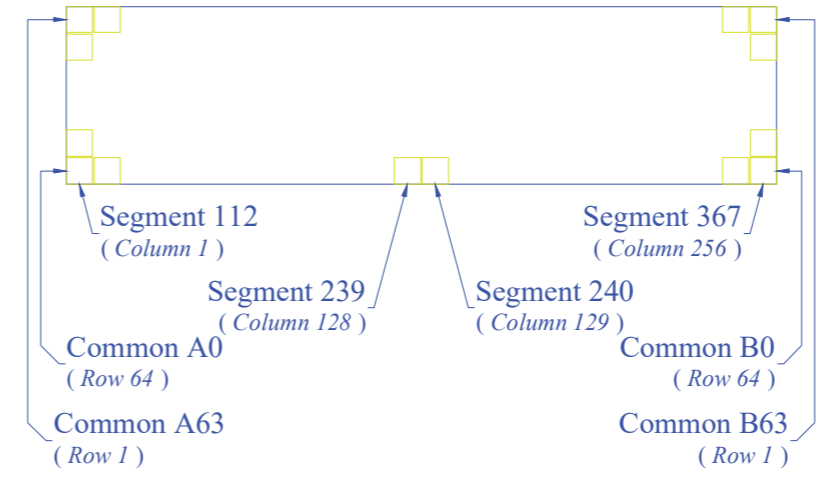 Segment 112
( Column 1 )
Segment 367
( Column 256 )
Segment 239
( Column 128 )
Segment 240
( Column 129 )
Common A0
( Row 64 )
Common B0
( Row 64 )
Common A63
( Row 1 )
Common B63
( Row 1 )